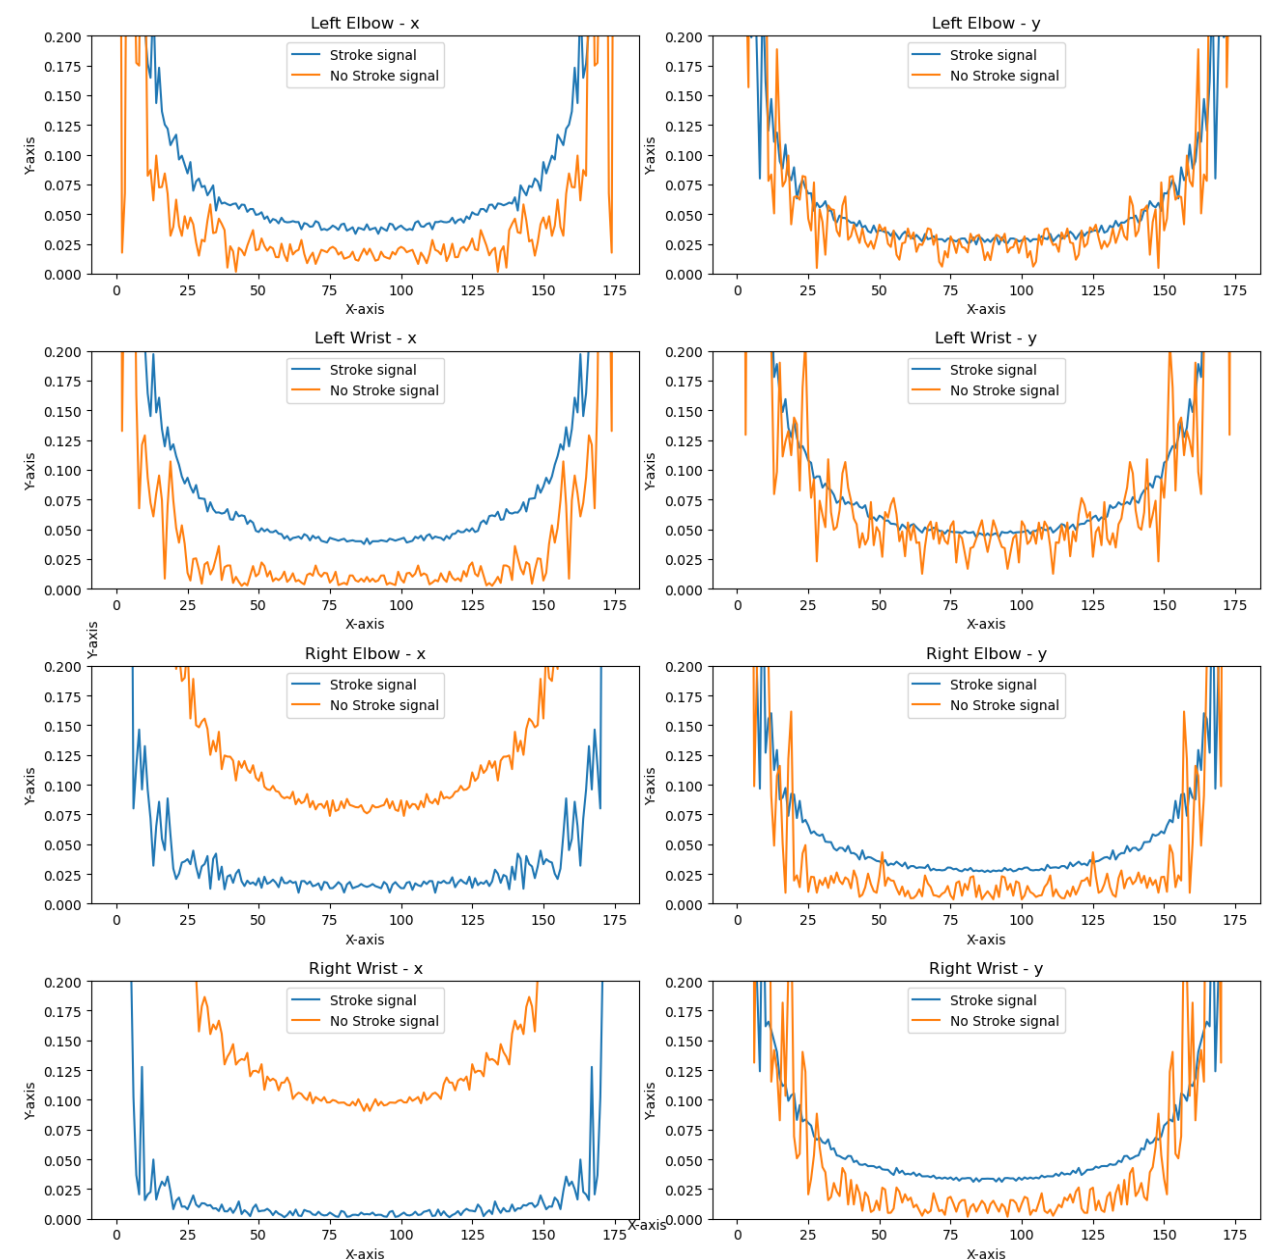 Left Elbow - x
0.200
0.175
0.150
0.125
0.100
0.075
0.050
0.025
0.000
Y-axis
Stroke signal
No Stroke signal
0 25 50 75 100 125 150 175
X-axis
Left Elbow - y
0.200
0.175
0.150
0.125
0.100
0.075
0.050
0.025
0.000
Y-axis
Stroke signal
No Stroke signal
0 25 50 75 100 125 150 175
X-axis
Left Wrist - x
0.200
0.175
0.150
0.125
0.100
0.075
0.050
0.025
0.000
Y-axis
Stroke signal
No Stroke signal
0 25 50 75 100 125 150 175
X-axis
Left Wrist - y
0.200
0.175
0.150
0.125
0.100
0.075
0.050
0.025
0.000
Y-axis
Stroke signal
No Stroke signal
0 25 50 75 100 125 150 175
X-axis
Y-axis
Right Elbow - x
0.200
0.175
0.150
0.125
0.100
0.075
0.050
0.025
0.000
Y-axis
Stroke signal
No Stroke signal
0 25 50 75 100 125 150 175
X-axis
Right Elbow - y
0.200
0.175
0.150
0.125
0.100
0.075
0.050
0.025
0.000
Y-axis
Stroke signal
No Stroke signal
0 25 50 75 100 125 150 175
X-axis
Right Wrist - x
0.200
0.175
0.150
0.125
0.100
0.075
0.050
0.025
0.000
Y-axis
Stroke signal
No Stroke signal
0 25 50 75 100 125 150 175
X-axis
X-axis
Right Wrist - y
0.200
0.175
0.150
0.125
0.100
0.075
0.050
0.025
0.000
Y-axis
Stroke signal
No Stroke signal
0 25 50 75 100 125 150 175
X-axis